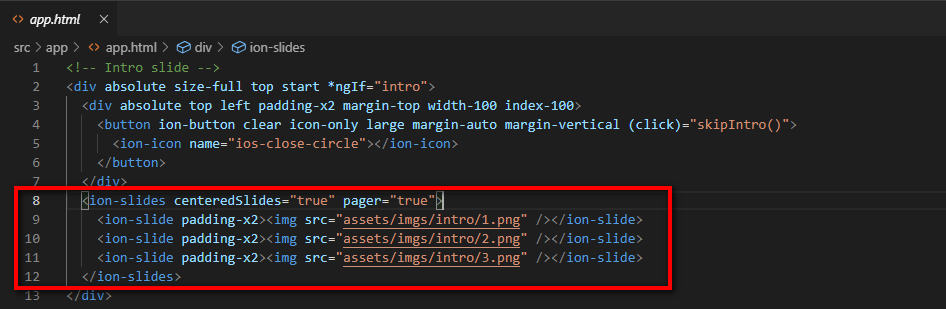 <> app.html ×
src > app > <> app.html > div > ion-slides
1 <!-- Intro slide -->
2 <div absolute size-full top start *ngIf="intro">
3 <div absolute top left padding-x2 margin-top width-100 index-100>
4 <button ion-button clear icon-only large margin-auto margin-vertical (click)="skipIntro()">
5 <ion-icon name="ios-close-circle"></ion-icon>
6 </button>
7 </div>
8 <ion-slides centeredSlides="true" pager="true">
9 <ion-slide padding-x2><img src="assets/imgs/intro/1.png" /></ion-slide>
10 <ion-slide padding-x2><img src="assets/imgs/intro/2.png" /></ion-slide>
11 <ion-slide padding-x2><img src="assets/imgs/intro/3.png" /></ion-slide>
12 </ion-slides>
13 </div>